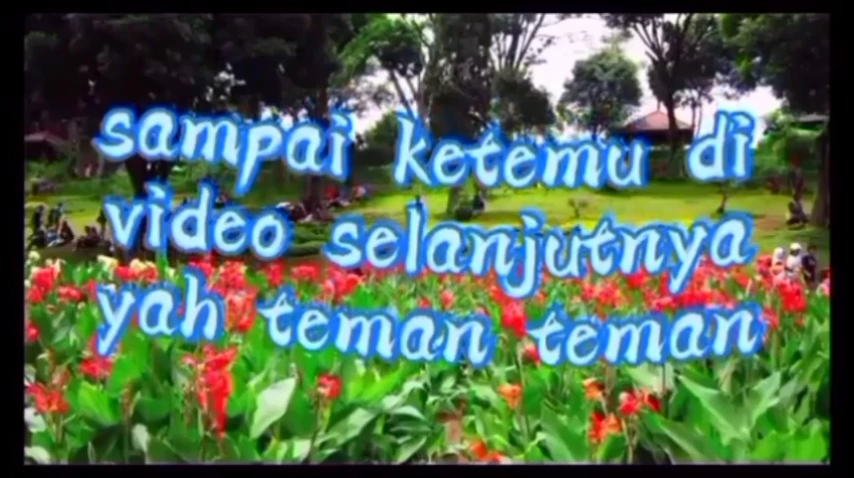 sampai ketemu di
video selanjutnya
yah teman teman